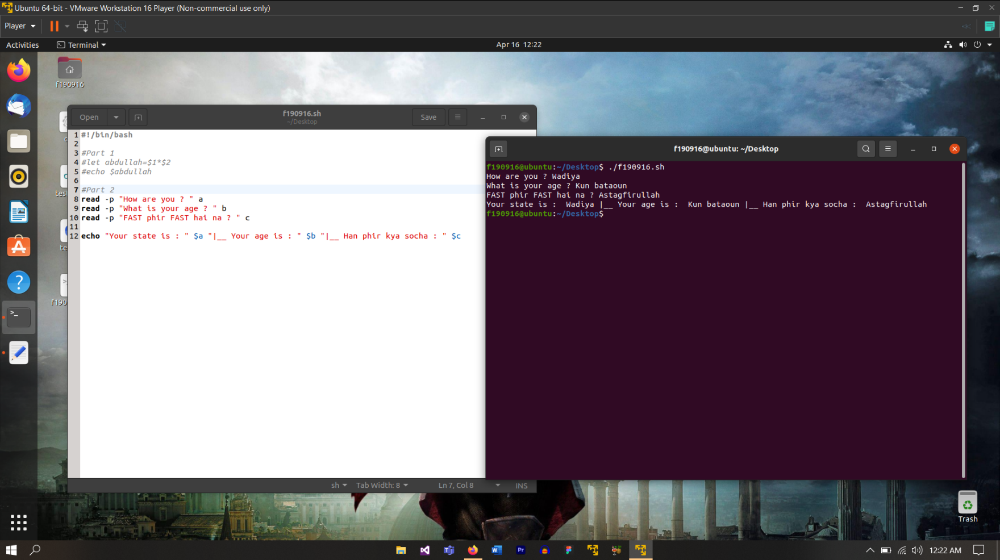 Ubuntu 64-bit - VMware Workstation 16 Player (Non-commercial use only)
Player
Activities
Terminal
Apr 16 12:22
f190916
Open
f190916.sh
~/Desktop
Save
1 #!/bin/bash
2
3 #Part 1
4 #let abdullah=$1*$2
5 #echo $abdullah
6
7 #Part 2
8 read -p "How are you ? " a
9 read -p "What is your age ? " b
10 read -p "FAST phir FAST hai na ? " c
11
12 echo "Your state is : " $a "|__ Your age is : " $b "|__ Han phir kya socha : " $c
sh
Tab Width: 8
Ln 7, Col 8
INS
f190916@ubuntu: ~/Desktop
f190916@ubuntu:~/Desktop$ ./f190916.sh
How are you ? Wadiya
What is your age ? Kun bataoun
FAST phir FAST hai na ? Astagfirullah
Your state is :  Wadiya |__ Your age is :  Kun bataoun |__ Han phir kya socha :  Astagfirullah
f190916@ubuntu:~/Desktop$
Trash
12:22 AM